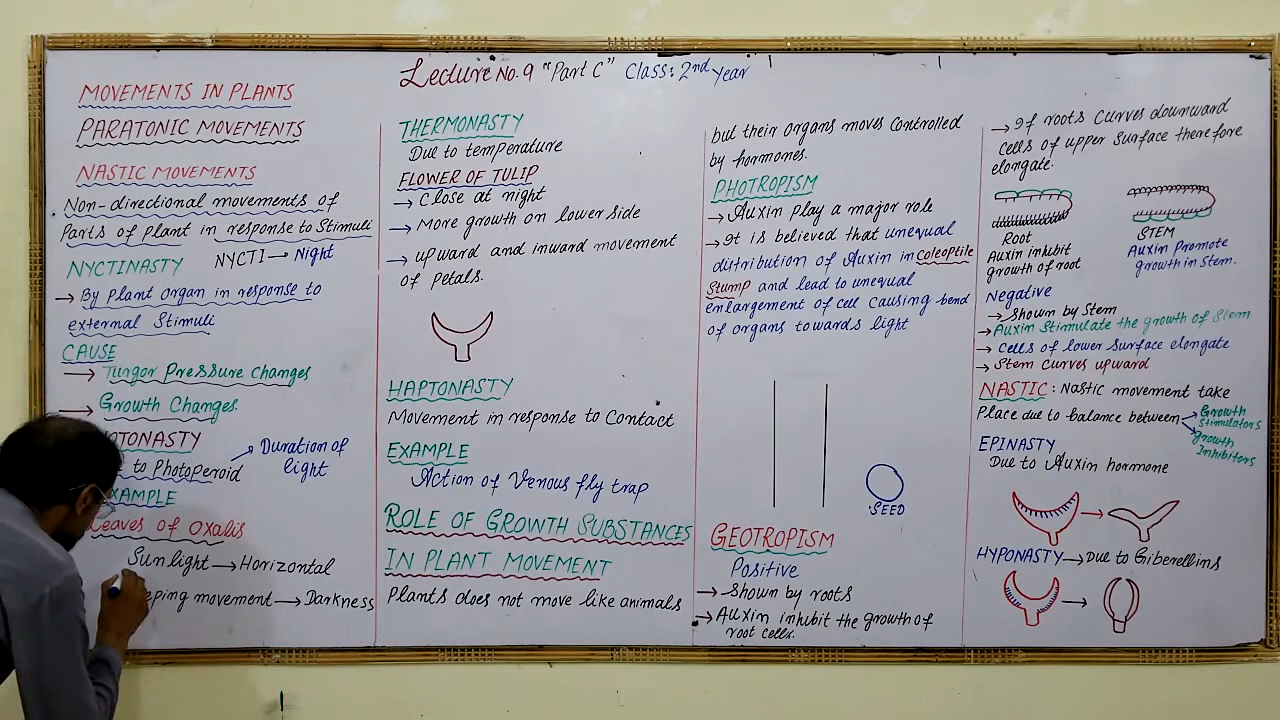 Lecture No. 9 "Part C" Class: 2nd Year
MOVEMENTS IN PLANTS
PARATONIC MOVEMENTS
NASTIC MOVEMENTS
Non-directional movements of
Parts of plant in response to Stimuli
NYCTINASTY NYCTI → Night
→ By plant organ in response to
external Stimuli
CAUSE
→ Turgor Pressure changes
→ Growth Changes.
to Photoperoid → Duration of
light
EXAMPLE
Leaves of Oxalis
Sunlight → Horizontal
movement → Darkness
THERMONASTY
Due to temperature
FLOWER OF TULIP
→ Close at night
→ More growth on lower side
→ upward and inward movement
of Petals.
HAPTONASTY
Movement in response to Contact
EXAMPLE
Action of Venous fly trap
ROLE OF GROWTH SUBSTANCES
IN PLANT MOVEMENT
Plants does not move like animals
but their organs moves Controlled
by hormones.
PHOTROPISM
→ Auxin play a major role
→ It is believed that unequal
distribution of Auxin in Coleoptile
Stump and lead to unequal
enlargement of cell causing bend
of organs towards light
SEED
GEOTROPISM
Positive
→ Shown by roots
→ Auxin inhibit the growth of
root cells.
→ If roots Curves downward
cells of upper Surface therefore
elongate.
ROOT
Auxin inhibit
growth of root
STEM
Auxin Promote
growth in Stem.
Negative
→ Shown by Stem
→ Auxin Stimulate the growth of Stem
→ Cells of lower Surface elongate
→ Stem Curves upward
NASTIC: Nastic movement take
Place due to balance between → Growth
Stimulators
→ growth
Inhibitors
EPINASTY
Due to Auxin hormone
HYPONASTY → Due to Giberellins